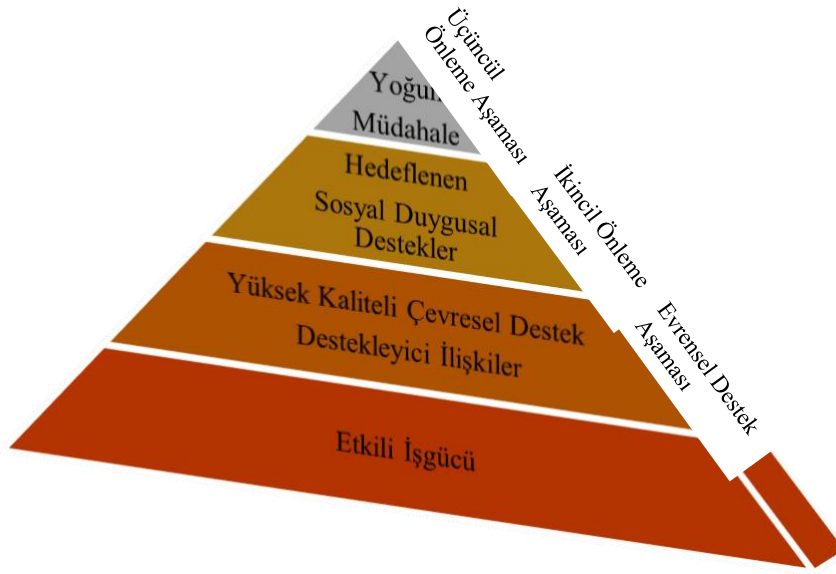 Üçüncül
Önleme Aşaması
Yoğun
Müdahale
İkincil Önleme
Aşaması
Hedeflenen
Sosyal Duygusal
Destekler
Evrensel Destek
Aşaması
Yüksek Kaliteli Çevresel Destek
Destekleyici İlişkiler
Etkili İşgücü